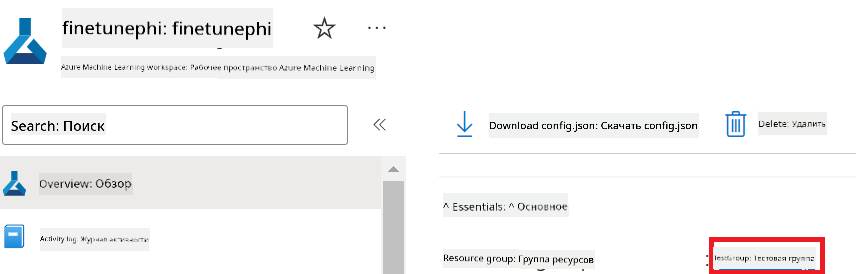 finetunephi: finetunephi
Azure Machine Learning workspace: Рабочее пространство Azure Machine Learning
Search: Поиск
Download config.json: Скачать config.json
Delete: Удалить
Overview: Обзор
^ Essentials: ^ Основное
Activity log: Журнал активности
Resource group: Группа ресурсов
: TestGroup: Тестовая группа